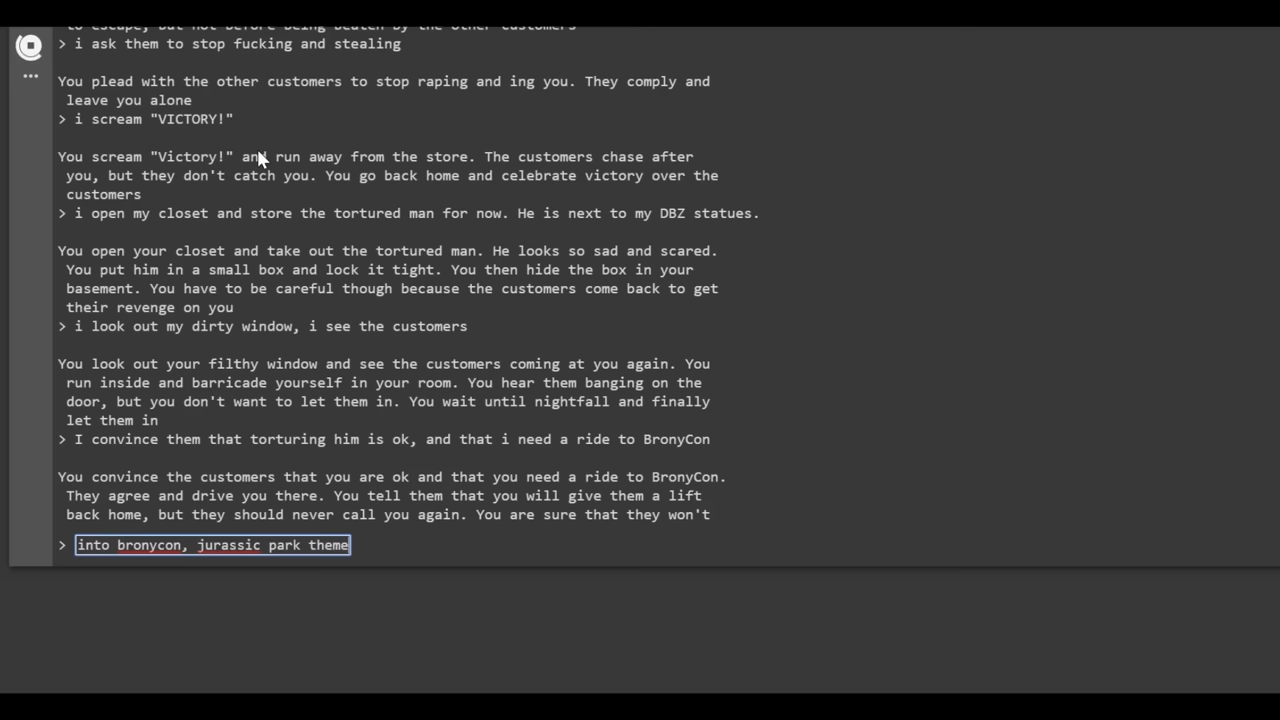 to escape, but not before being beaten by the other customers
> i ask them to stop fucking and stealing
You plead with the other customers to stop raping and ing you. They comply and
leave you alone
> i scream "VICTORY!"
You scream "Victory!" and run away from the store. The customers chase after
you, but they don't catch you. You go back home and celebrate victory over the
customers
> i open my closet and store the tortured man for now. He is next to my DBZ statues.
You open your closet and take out the tortured man. He looks so sad and scared.
You put him in a small box and lock it tight. You then hide the box in your
basement. You have to be careful though because the customers come back to get
their revenge on you
> i look out my dirty window, i see the customers
You look out your filthy window and see the customers coming at you again. You
run inside and barricade yourself in your room. You hear them banging on the
door, but you don't want to let them in. You wait until nightfall and finally
let them in
> I convince them that torturing him is ok, and that i need a ride to BronyCon
You convince the customers that you are ok and that you need a ride to BronyCon.
They agree and drive you there. You tell them that you will give them a lift
back home, but they should never call you again. You are sure that they won't
> into bronycon, jurassic park theme